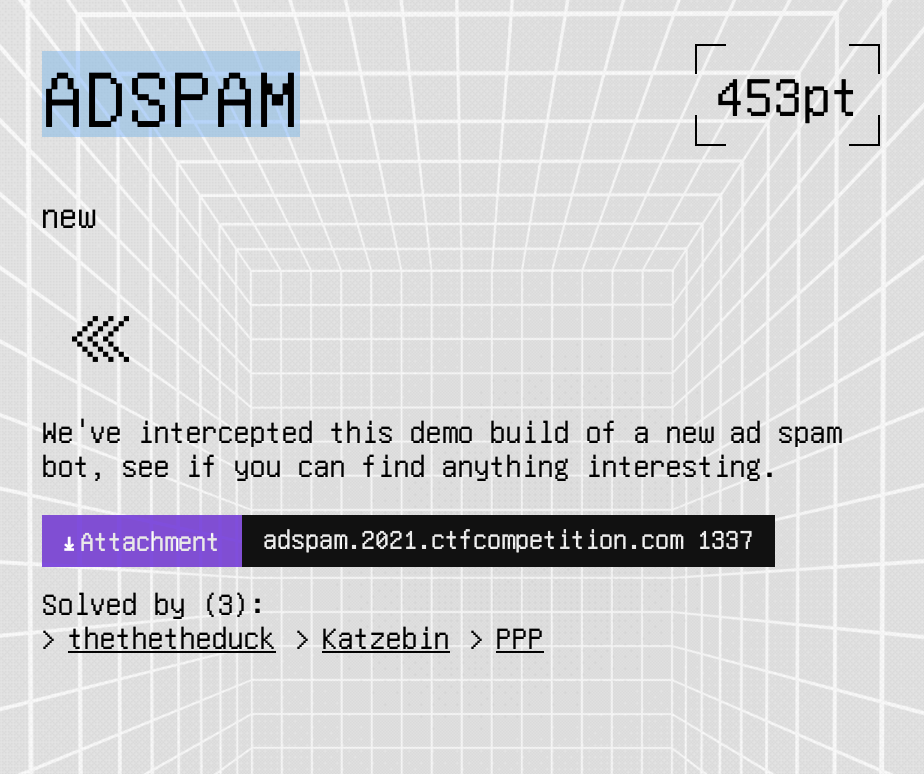 ADSPAM
453pt
new
We've intercepted this demo build of a new ad spam
bot, see if you can find anything interesting.
Attachment adspam.2021.ctfcompetition.com 1337
Solved by (3):
> thethetheduck > Katzebin > PPP